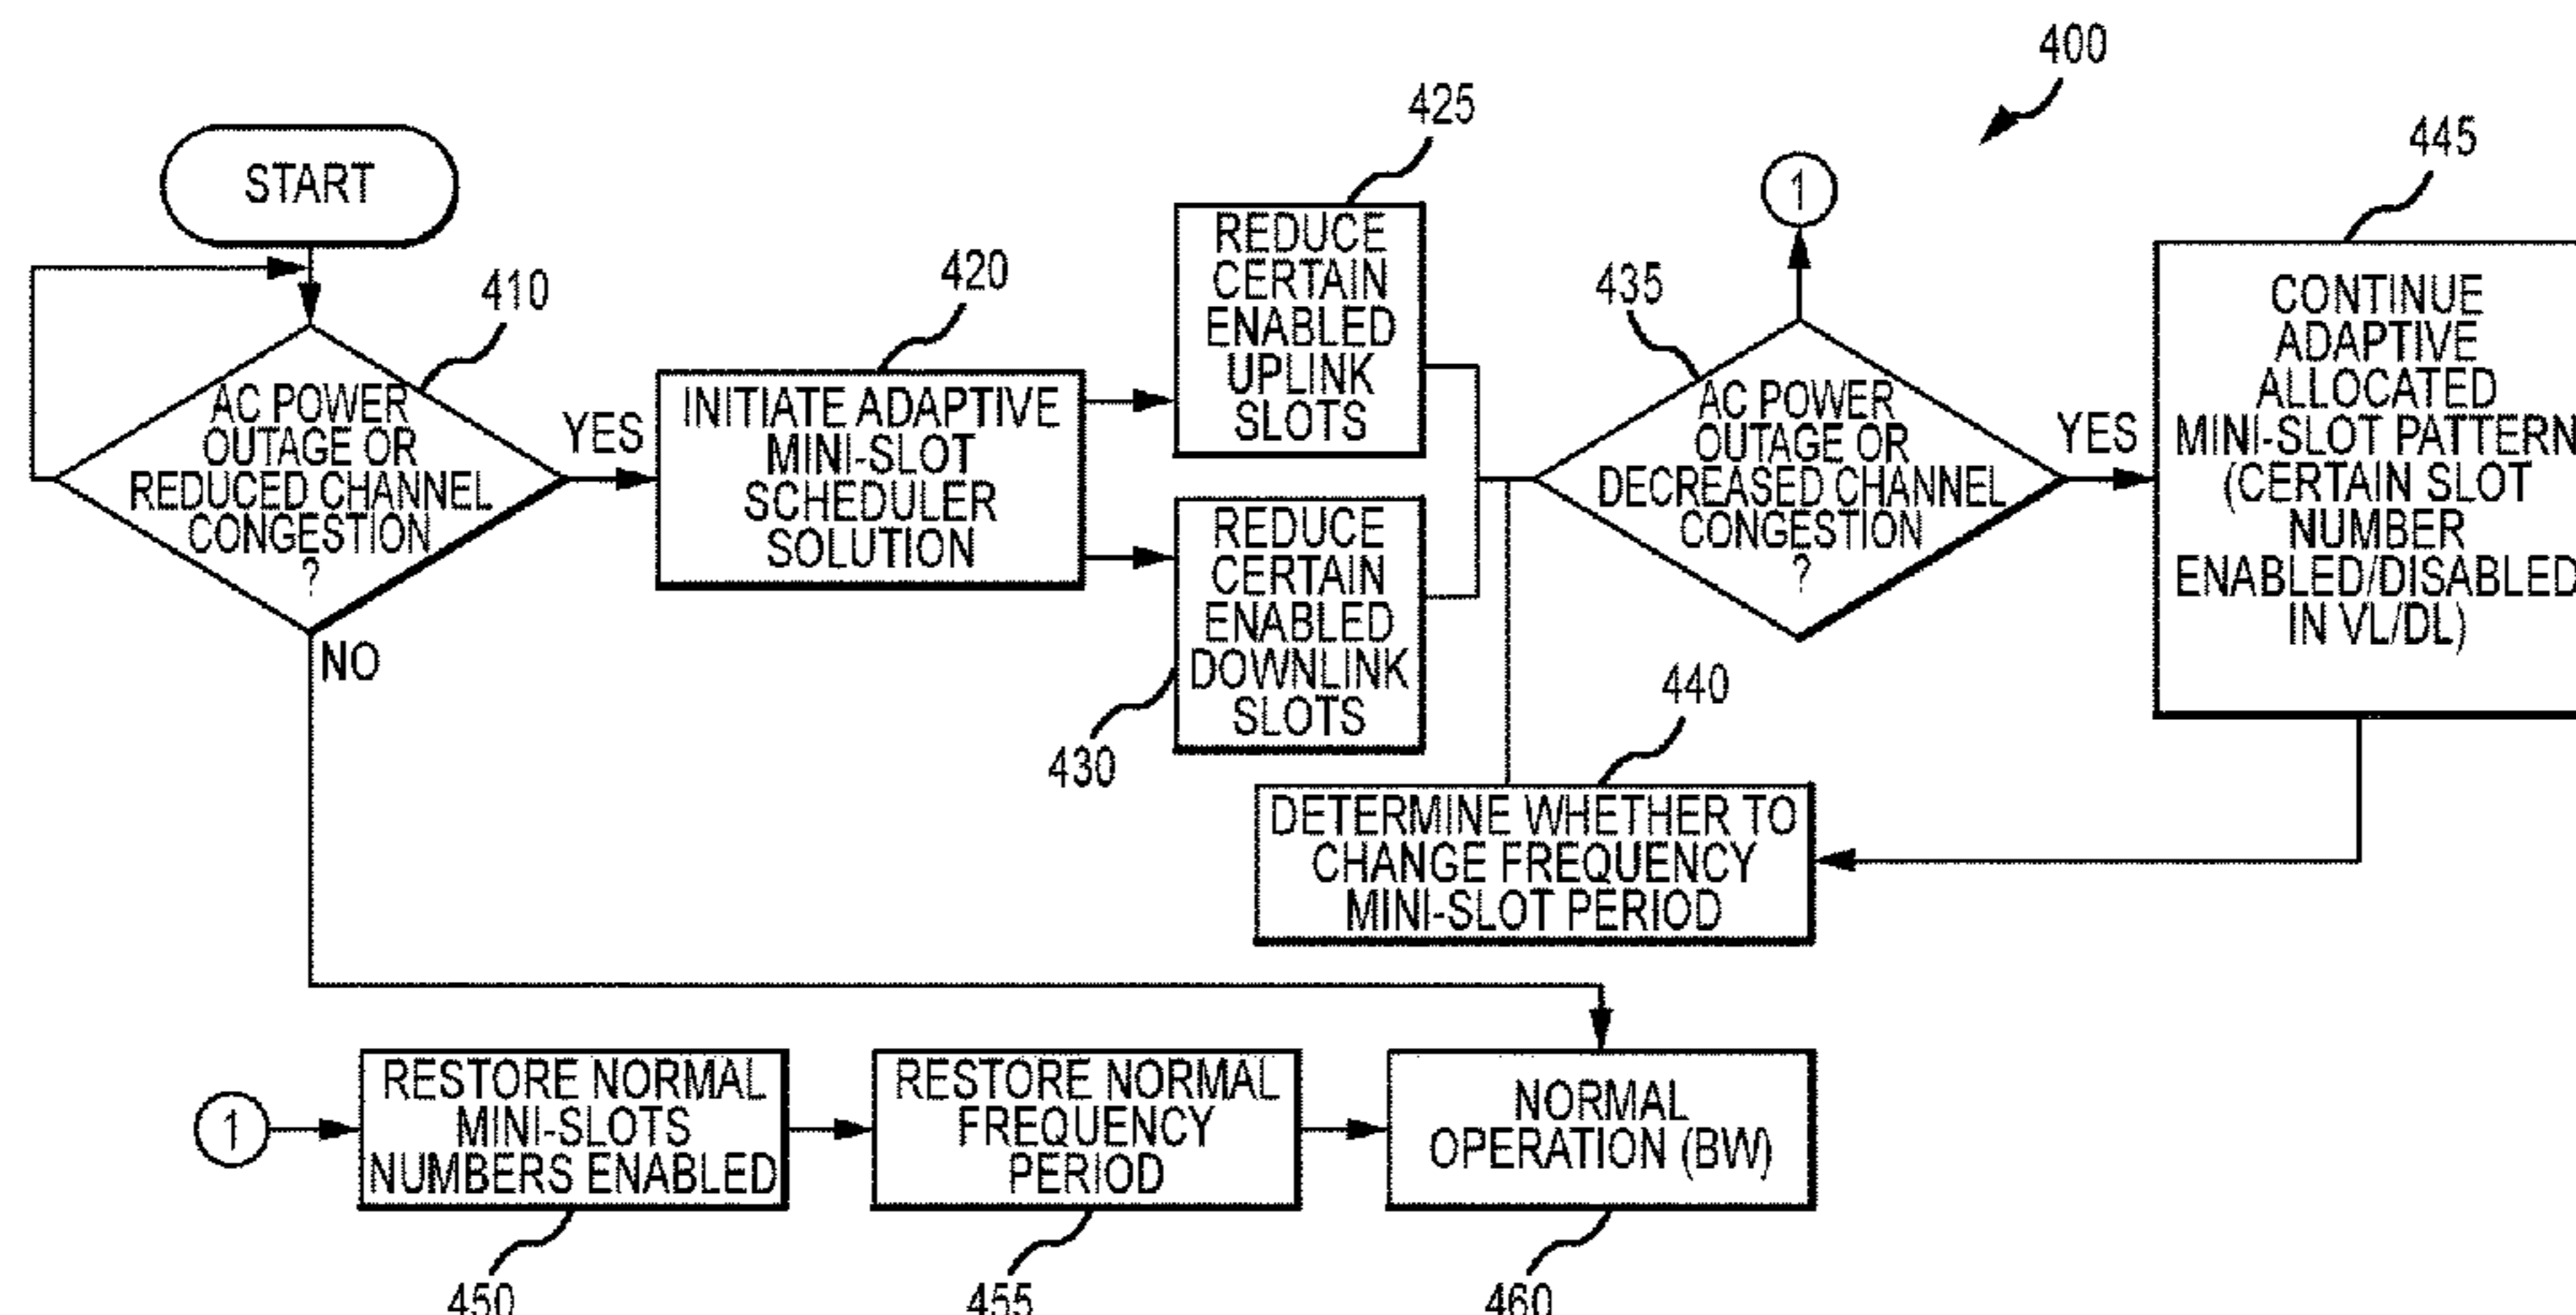 400
START
410
AC POWER
OUTAGE OR
REDUCED CHANNEL
CONGESTION
?
YES
NO
420
INITIATE ADAPTIVE
MINI-SLOT
SCHEDULER
SOLUTION
425
REDUCE
CERTAIN
ENABLED
UPLINK
SLOTS
430
REDUCE
CERTAIN
ENABLED
DOWNLINK
SLOTS
1
435
AC POWER
OUTAGE OR
DECREASED CHANNEL
CONGESTION
?
YES
445
CONTINUE
ADAPTIVE
ALLOCATED
MINI-SLOT PATTERN
(CERTAIN SLOT
NUMBER
ENABLED/DISABLED
IN VL/DL)
440
DETERMINE WHETHER TO
CHANGE FREQUENCY
MINI-SLOT PERIOD
1
RESTORE NORMAL
MINI-SLOTS
NUMBERS ENABLED
450
RESTORE NORMAL
FREQUENCY
PERIOD
455
NORMAL
OPERATION (BW)
460